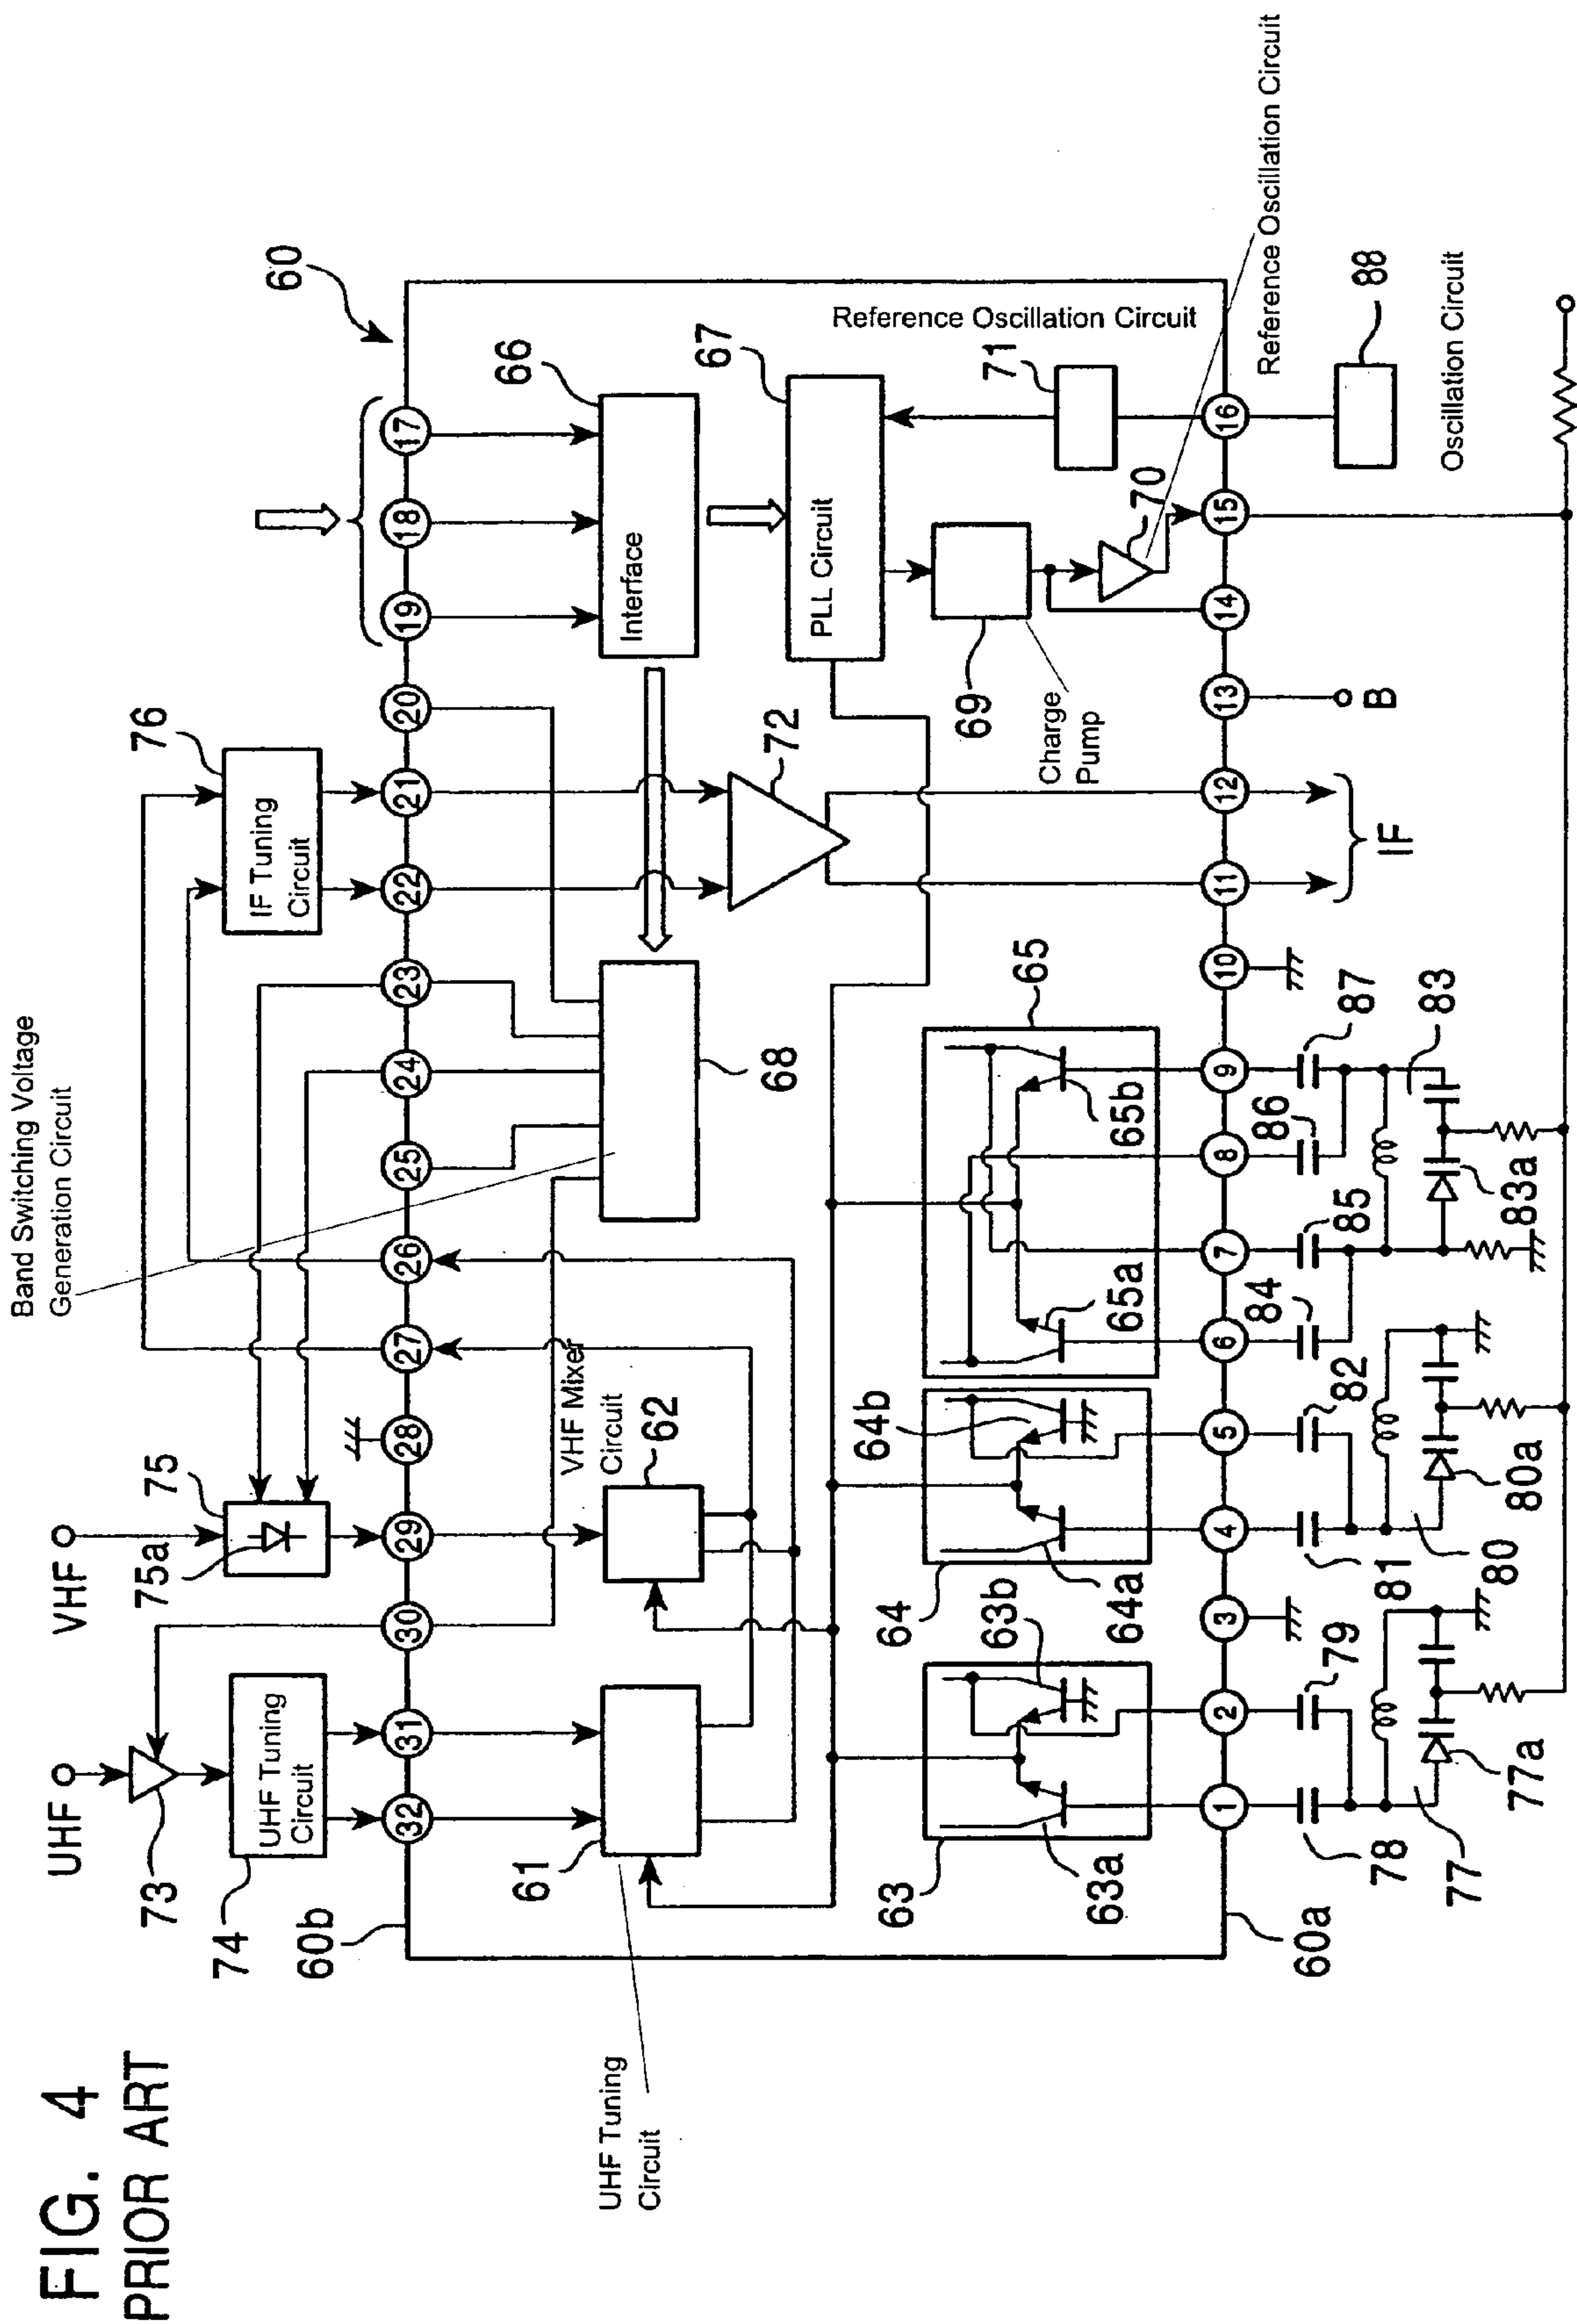 FIG. 4
PRIOR ART
UHF
VHF
73
74
UHF Tuning
Circuit
75
75a
76
IF Tuning
Circuit
Band Switching Voltage
Generation Circuit
60
60b
32
31
30
29
28
27
26
25
24
23
22
21
20
19
18
17
UHF Tuning
Circuit
61
VHF Mixer
Circuit
62
68
72
Interface
66
PLL Circuit
67
Reference Oscillation Circuit
71
69
Charge
Pump
70
Reference Oscillation Circuit
63
63a
63b
64
64a
64b
65
65a
65b
60a
1
2
3
4
5
6
7
8
9
10
11
12
13
14
15
16
78
79
77
77a
81
82
80
80a
84
85
86
87
83
83a
IF
B
88
Oscillation Circuit